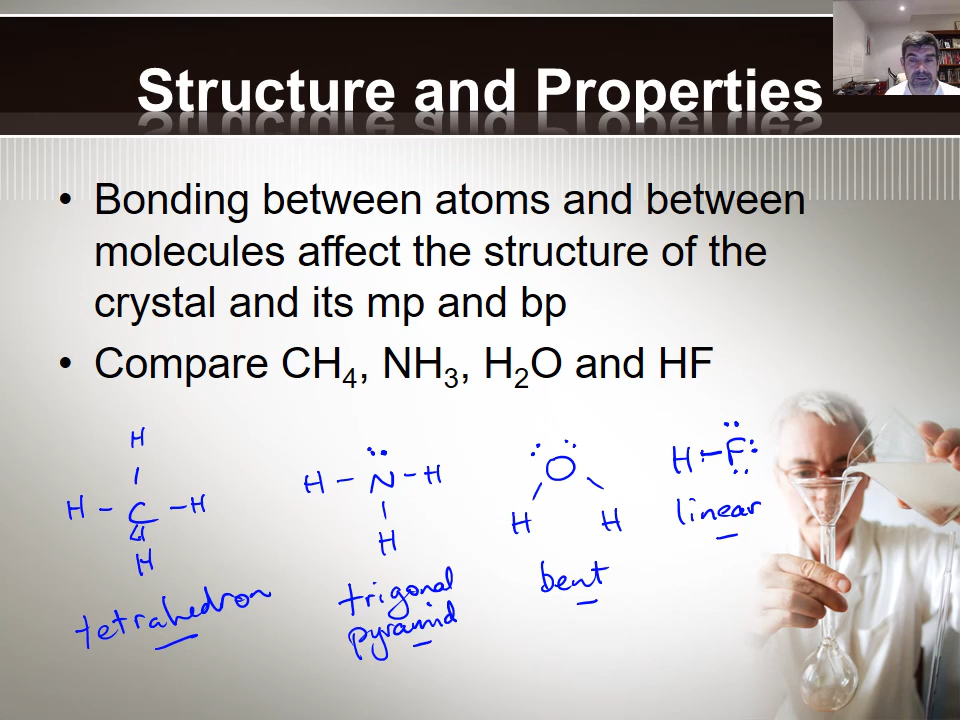 Structure and Properties
• Bonding between atoms and between
molecules affect the structure of the
crystal and its mp and bp
• Compare CH₄, NH₃, H₂O and HF
H
H - C - H
H
tetrahedron
H - N - H
H
trigonal
pyramid
O
H H
bent
H - F
linear